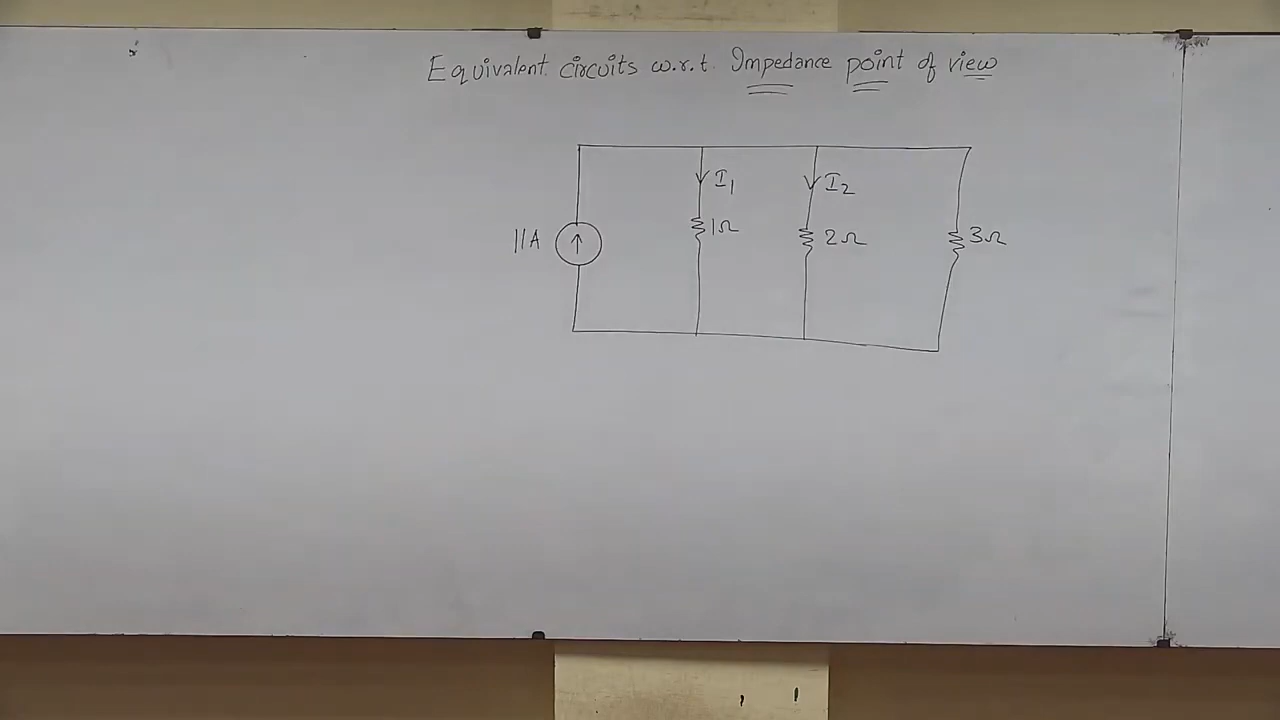 Equivalent circuits w.r.t. Impedance point of view
I1
I2
11A
1Ω
2Ω
3Ω